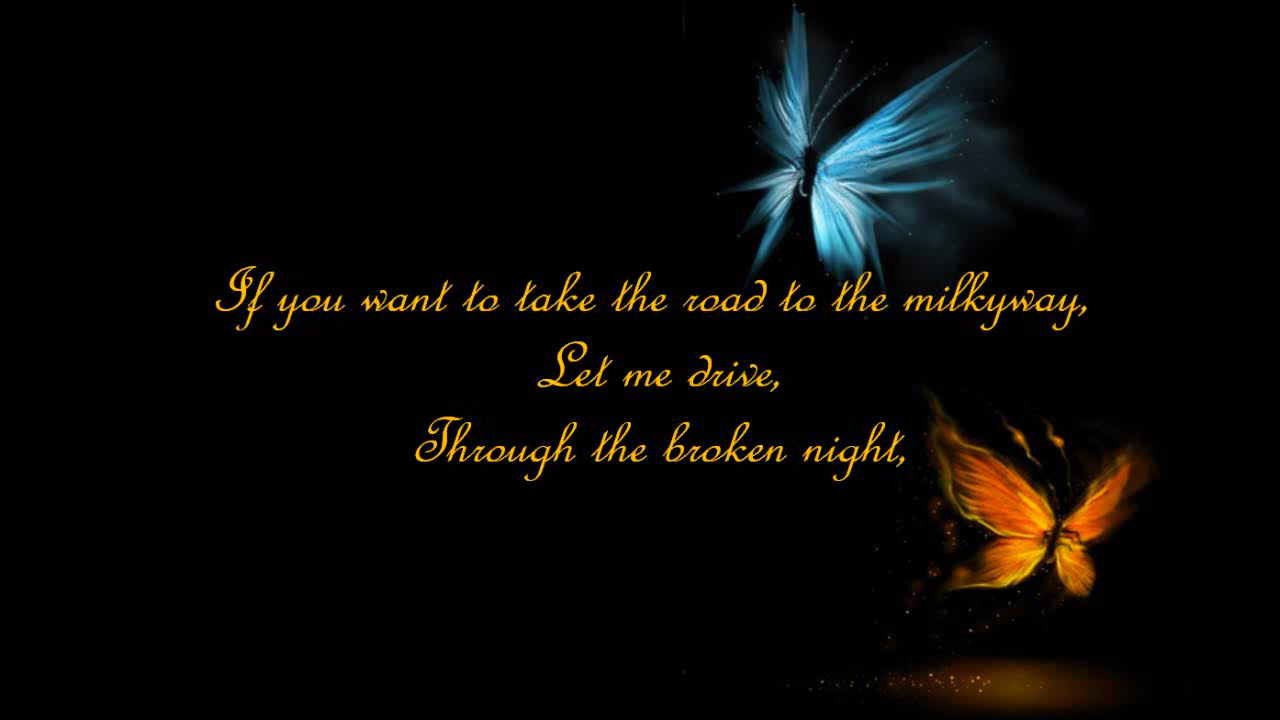 If you want to take the road to the milkyway,
Let me drive,
Through the broken night,